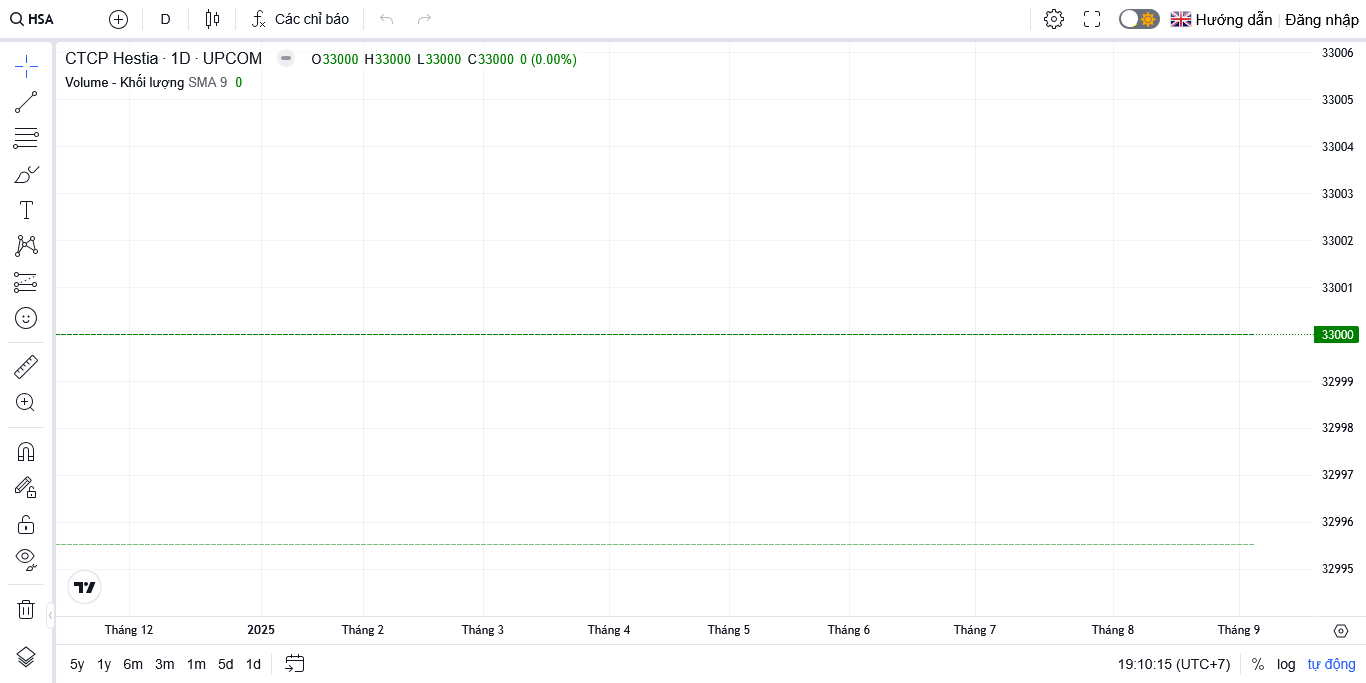 HSA D Các chỉ báo Hướng dẫn Đăng nhập
CTCP Hestia · 1D · UPCOM O33000 H33000 L33000 C33000 0 (0.00%)
Volume - Khối lượng SMA 9 0
33006
33005
33004
33003
33002
33001
33000
32999
32998
32997
32996
32995
Tháng 12 2025 Tháng 2 Tháng 3 Tháng 4 Tháng 5 Tháng 6 Tháng 7 Tháng 8 Tháng 9
5y 1y 6m 3m 1m 5d 1d 19:10:15 (UTC+7) % log tự động